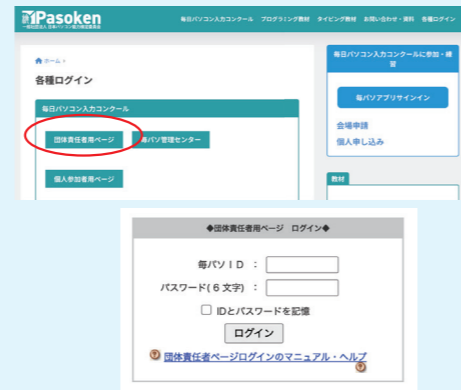 Pasoken
一般財団法人 日本パソコン能力検定委員会
毎日パソコン入力コンクール プログラミング教材 タイピング教材 お問い合わせ・資料 各種ログイン
ホーム ›
各種ログイン
毎日パソコン入力コンクール
団体責任者用ページ 毎パソ管理センター
個人参加者用ページ
毎日パソコン入力コンクールに参加・練習
毎パソアプリサインイン
会場申請
個人申し込み
教材
◆団体責任者用ページ ログイン◆
毎パソＩＤ ：
パスワード(６文字) ：
IDとパスワードを記憶
ログイン
団体責任者ページログインのマニュアル・ヘルプ